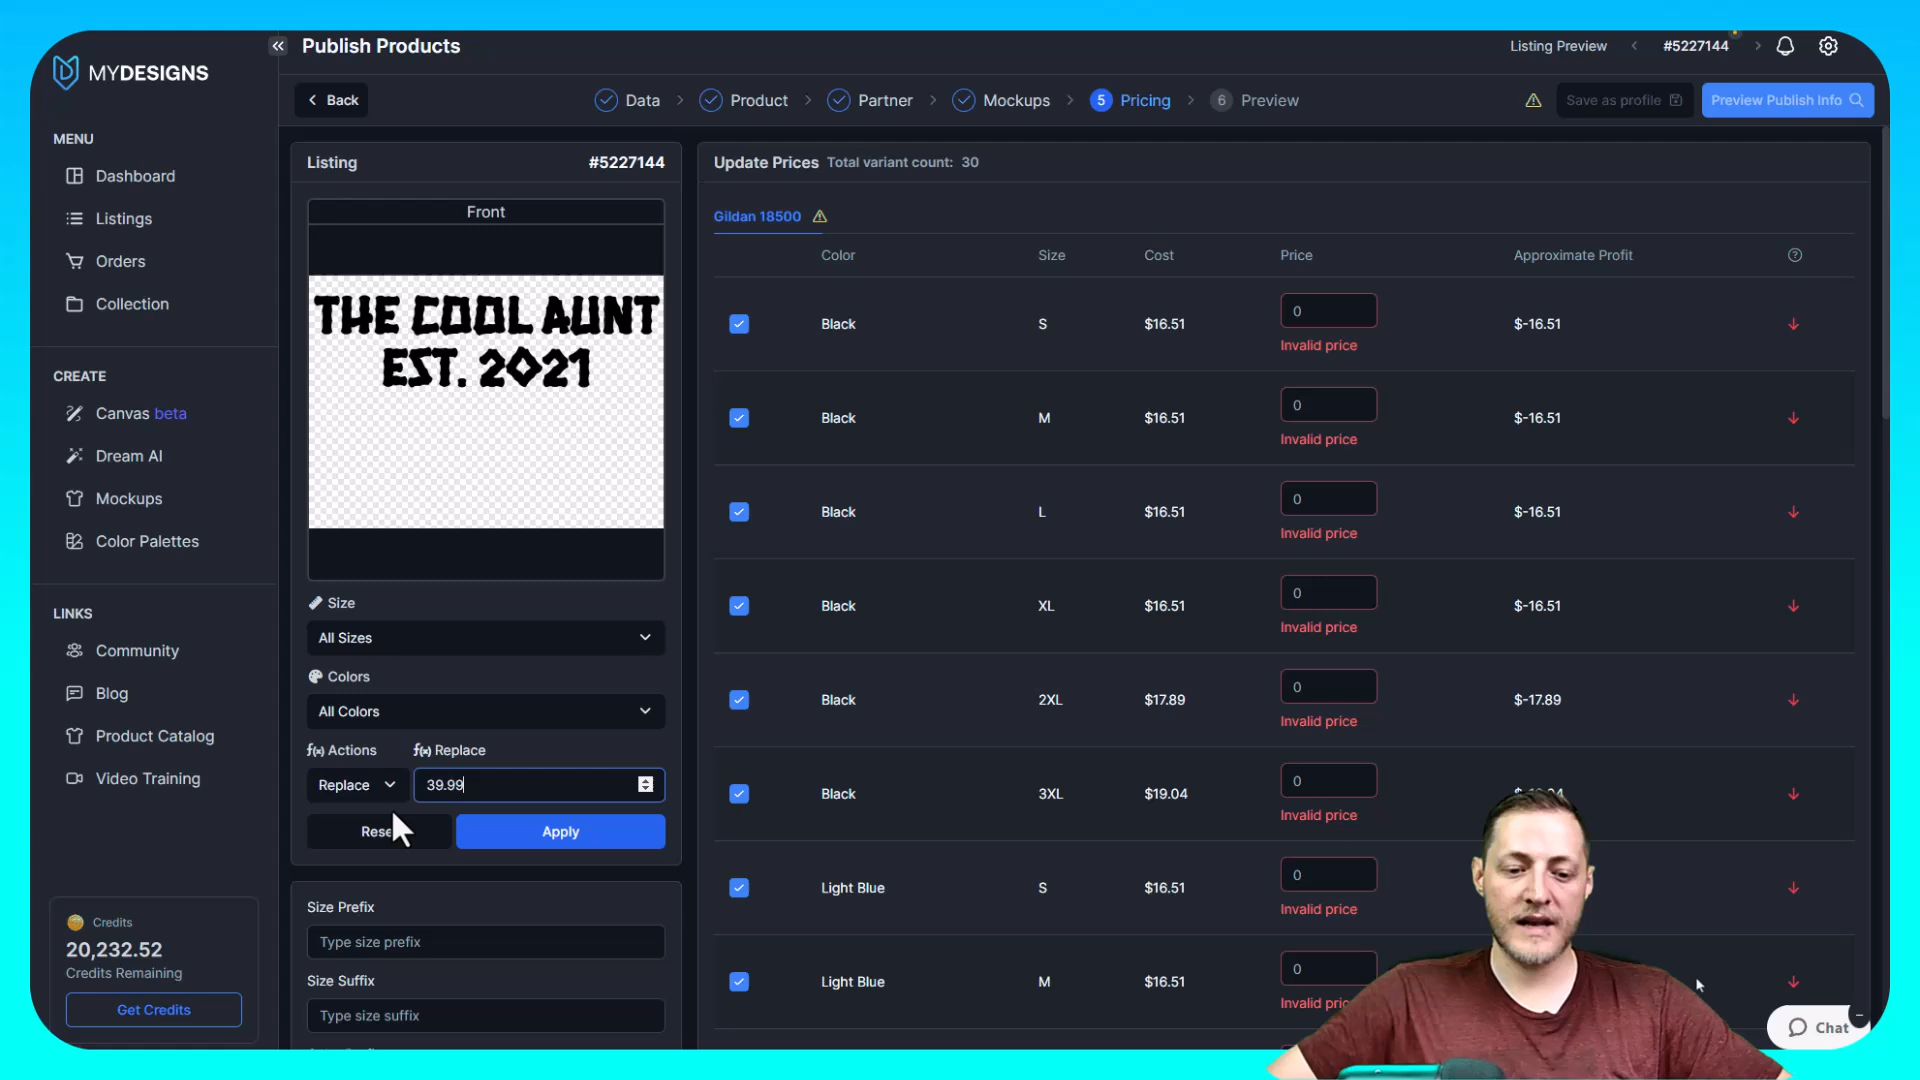 Publish Products
Listing Preview
#5227144
MYDESIGNS
Back
Data
Product
Partner
Mockups
5 Pricing
6 Preview
Save as profile
Preview Publish Info
MENU
Dashboard
Listings
Orders
Collection
CREATE
Canvas beta
Dream AI
Mockups
Color Palettes
LINKS
Community
Blog
Product Catalog
Video Training
Credits
20,232.52
Credits Remaining
Get Credits
Listing #5227144
Front
THE COOL AUNT
EST. 2021
Size
All Sizes
Colors
All Colors
f(x) Actions
f(x) Replace
Replace
39.99
Rese
Apply
Size Prefix
Type size prefix
Size Suffix
Type size suffix
Update Prices Total variant count: 30
Gildan 18500
Color Size Cost Price Approximate Profit
Black S $16.51 0 $-16.51
Invalid price
Black M $16.51 0 $-16.51
Invalid price
Black L $16.51 0 $-16.51
Invalid price
Black XL $16.51 0 $-16.51
Invalid price
Black 2XL $17.89 0 $-17.89
Invalid price
Black 3XL $19.04 0
Invalid price
Light Blue S $16.51 0
Invalid price
Light Blue M $16.51 0
Invalid
Chat